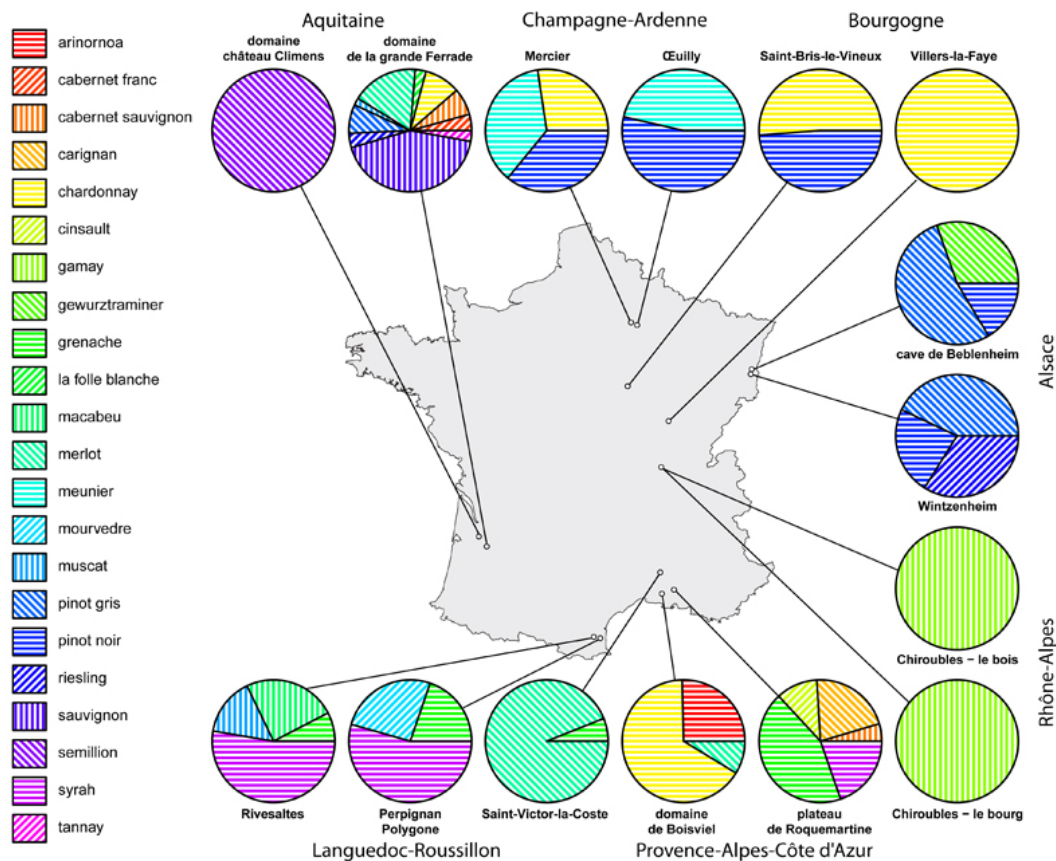 Aquitaine
Champagne-Ardenne
Bourgogne
domaine
château Climens
domaine
de la grande Ferrade
Mercier
Œuilly
Saint-Bris-le-Vineux
Villers-la-Faye
arinornoa
cabernet franc
cabernet sauvignon
carignan
chardonnay
cinsault
gamay
gewurztraminer
grenache
la folle blanche
macabeu
merlot
meunier
mourvedre
muscat
pinot gris
pinot noir
riesling
sauvignon
semillion
syrah
tannay
cave de Beblenheim
Alsace
Wintzenheim
Chiroubles – le bois
Rhône-Alpes
Rivesaltes
Perpignan
Polygone
Saint-Victor-la-Coste
domaine
de Boisviel
plateau
de Roquemartine
Chiroubles – le bourg
Languedoc-Roussillon
Provence-Alpes-Côte d'Azur